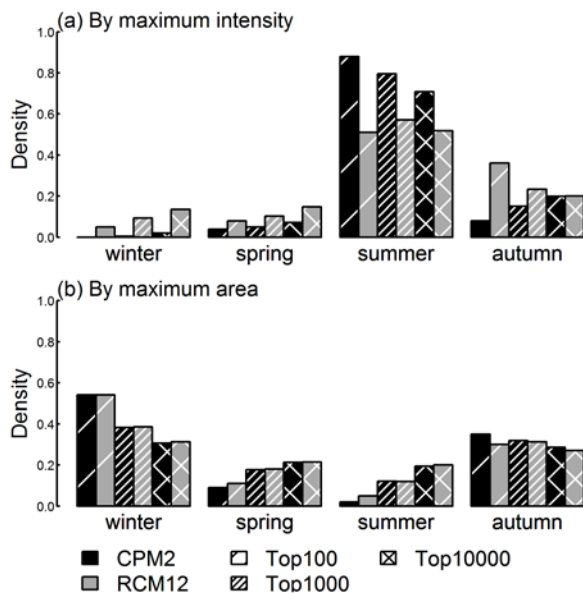 (a) By maximum intensity
1.0
0.8
0.6
0.4
0.2
0.0
Density
winter spring summer autumn
(b) By maximum area
1.0
0.8
0.6
0.4
0.2
0.0
Density
winter spring summer autumn
CPM2 Top100 Top10000
RCM12 Top1000